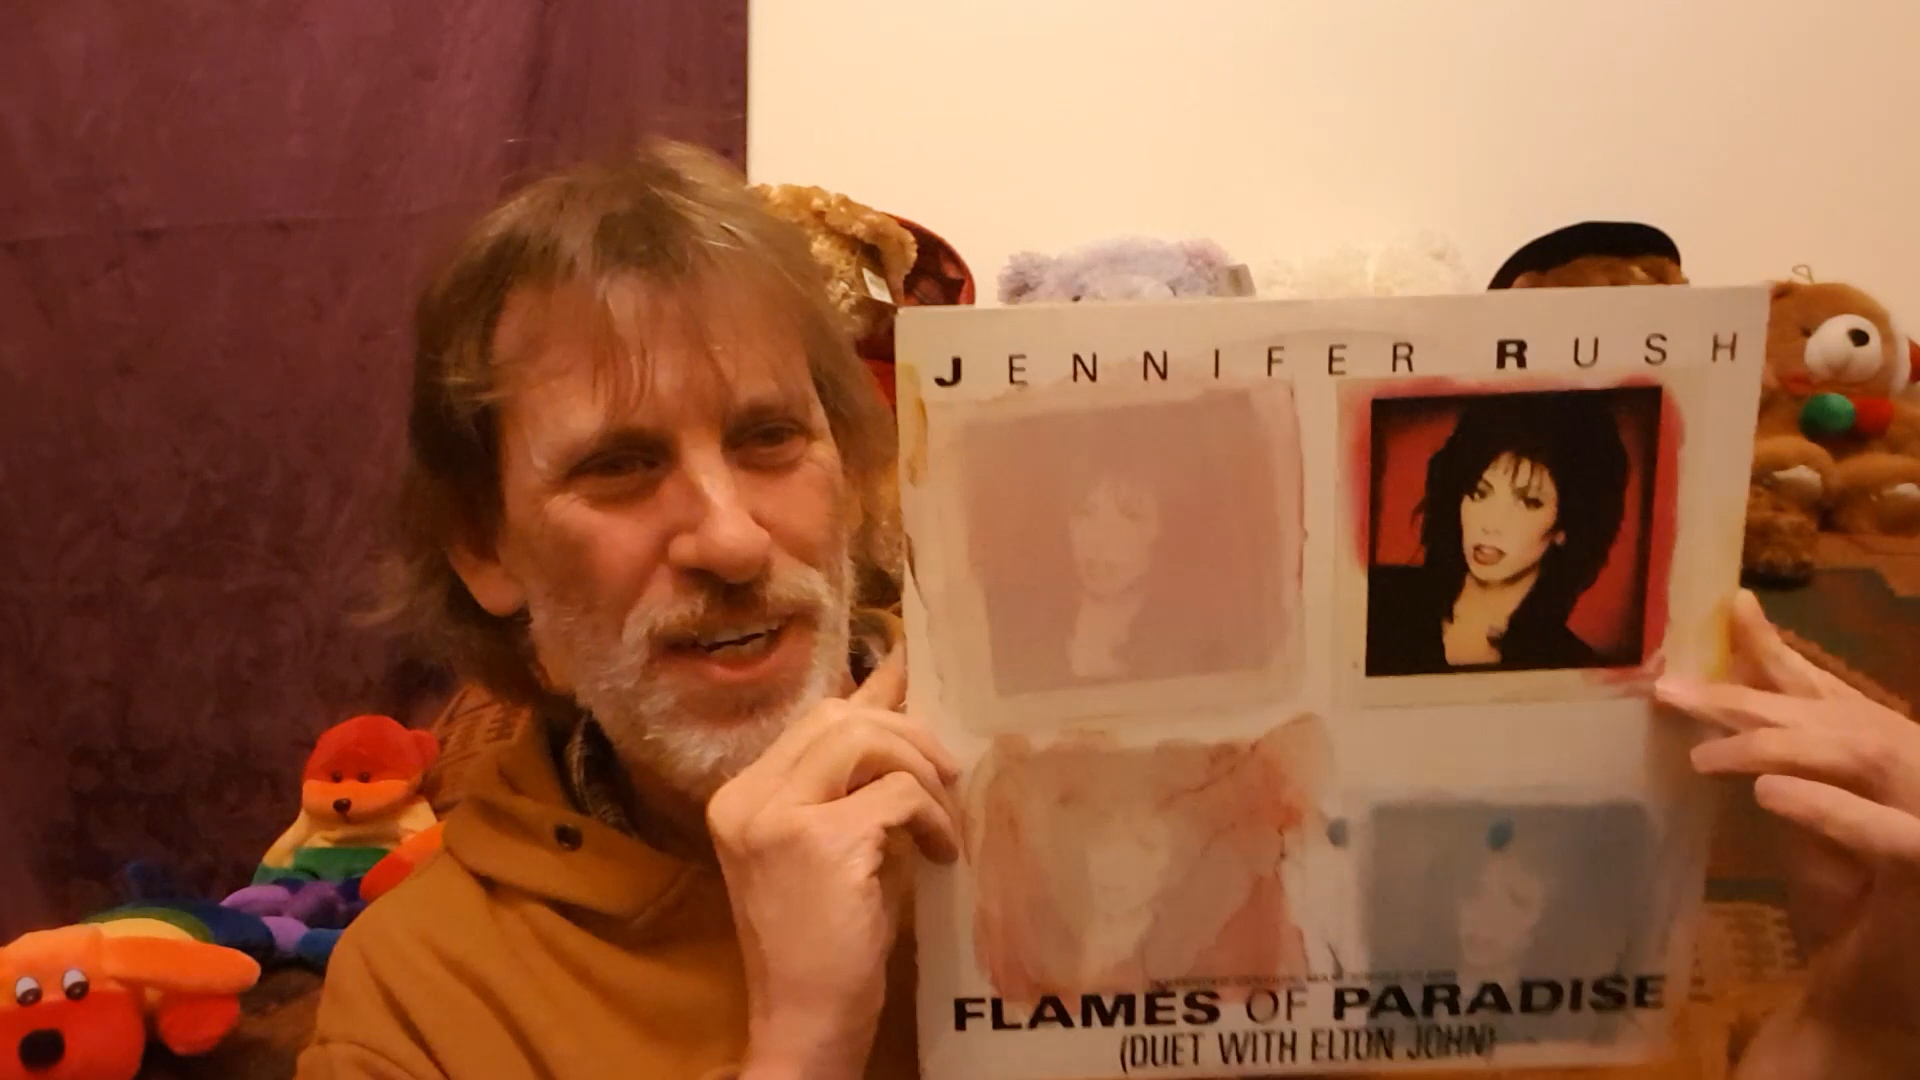 JENNIFER RUSH
FLAMES OF PARADISE
(DUET WITH ELTON JOHN)